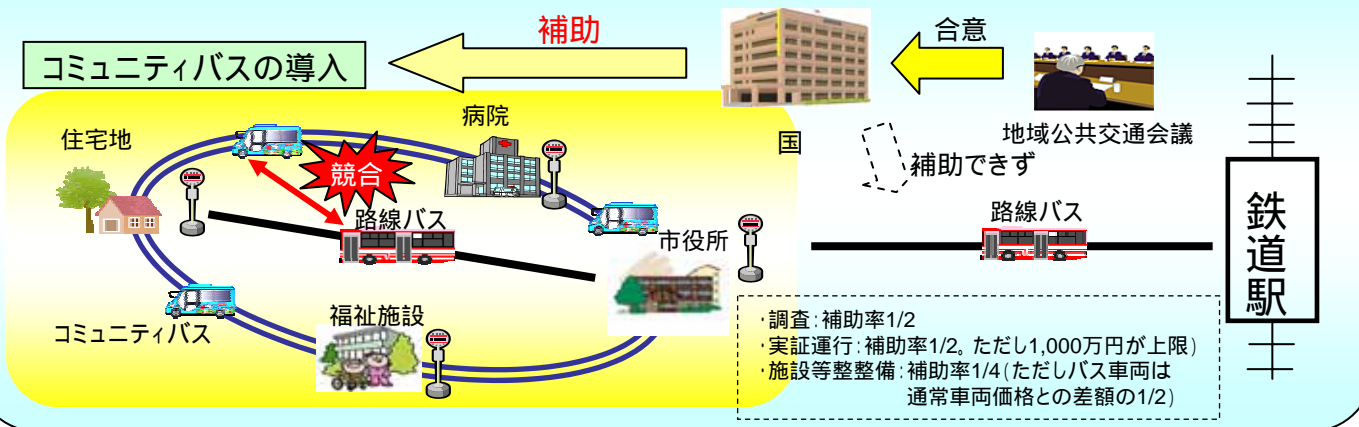 補助
合意
コミュニティバスの導入
地域公共交通会議
国
補助できず
住宅地
病院
競合
路線バス
市役所
路線バス
鉄道駅
コミュニティバス
福祉施設
・調査:補助率1/2
・実証運行:補助率1/2。ただし1,000万円が上限)
・施設等整整備:補助率1/4(ただしバス車両は
通常車両価格との差額の1/2)